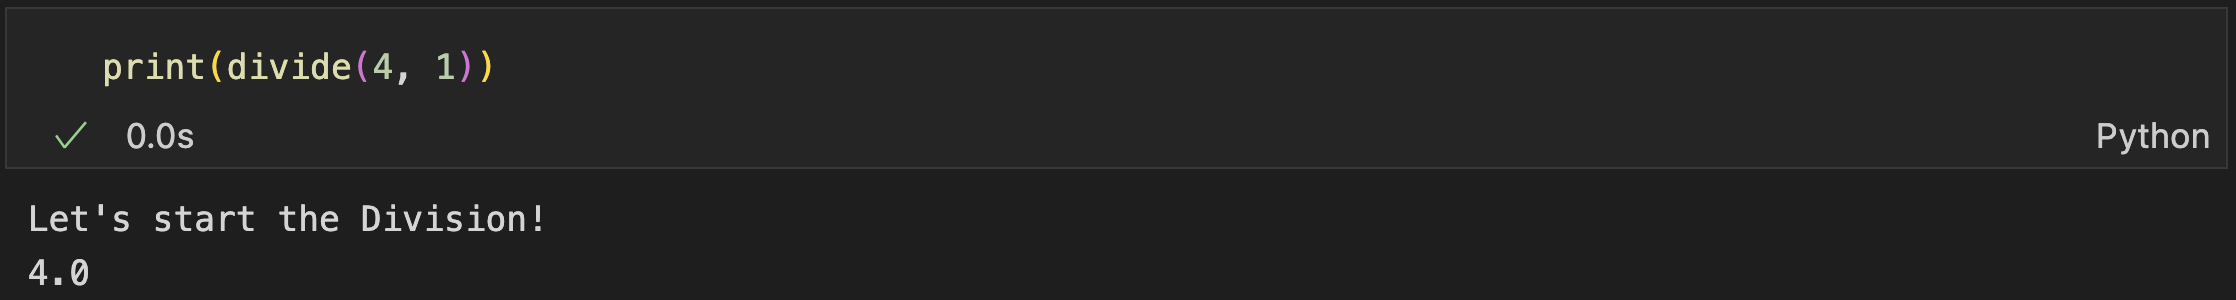 print(divide(4, 1))
0.0s
Python
Let's start the Division!
4.0